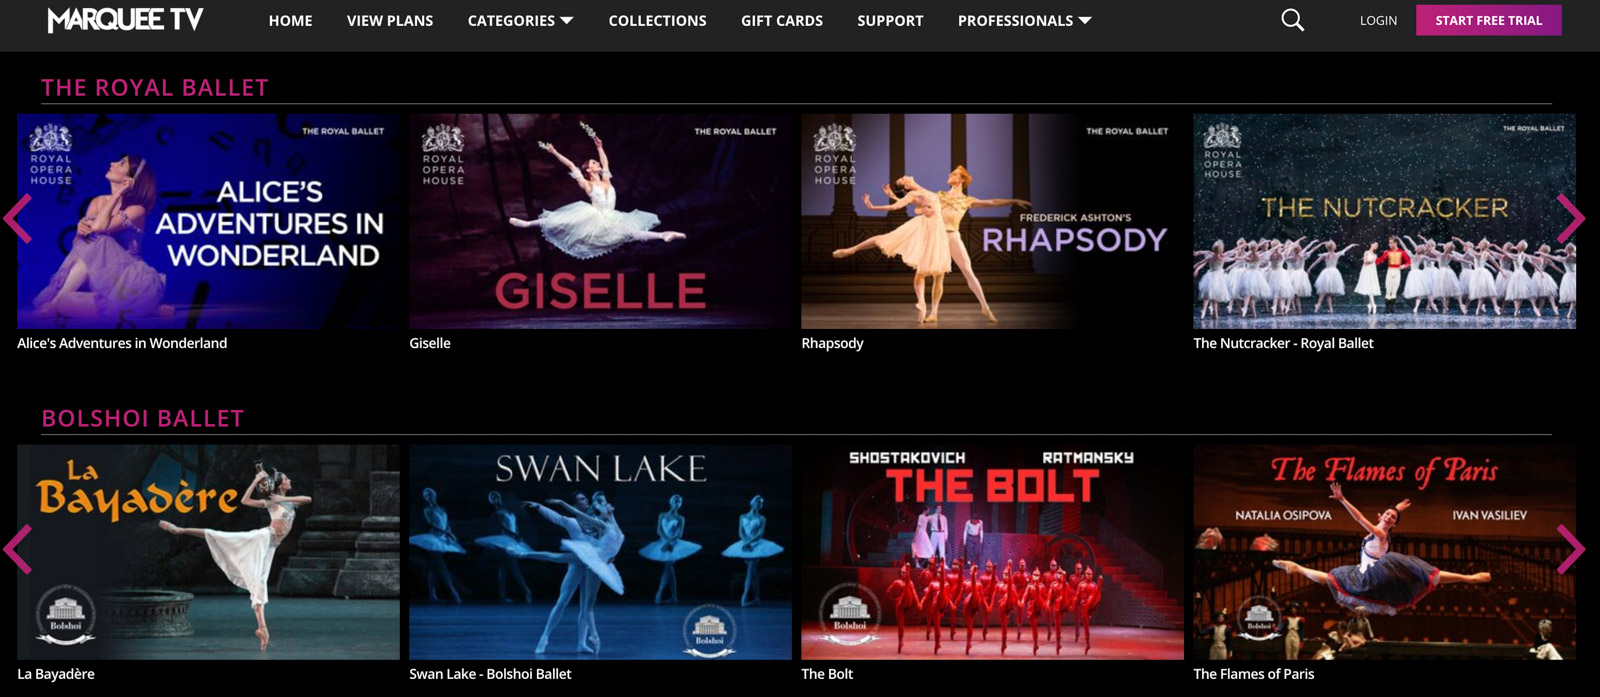 MARQUEE TV
HOME
VIEW PLANS
CATEGORIES
COLLECTIONS
GIFT CARDS
SUPPORT
PROFESSIONALS
LOGIN
START FREE TRIAL
THE ROYAL BALLET
ROYAL
OPERA
HOUSE
THE ROYAL BALLET
ALICE'S
ADVENTURES IN
WONDERLAND
Alice's Adventures in Wonderland
ROYAL
OPERA
HOUSE
THE ROYAL BALLET
GISELLE
Giselle
ROYAL
OPERA
HOUSE
THE ROYAL BALLET
FREDERICK ASHTON'S
RHAPSODY
Rhapsody
ROYAL
OPERA
HOUSE
THE ROYAL BALLET
THE NUTCRACKER
The Nutcracker - Royal Ballet
BOLSHOI BALLET
La
Bayadère
Bolshoi
La Bayadère
SWAN LAKE
Bolshoi
Swan Lake - Bolshoi Ballet
SHOSTAKOVICH RATMANSKY
THE BOLT
Bolshoi
The Bolt
The Flames of Paris
NATALIA OSIPOVA IVAN VASILIEV
Bolshoi
The Flames of Paris